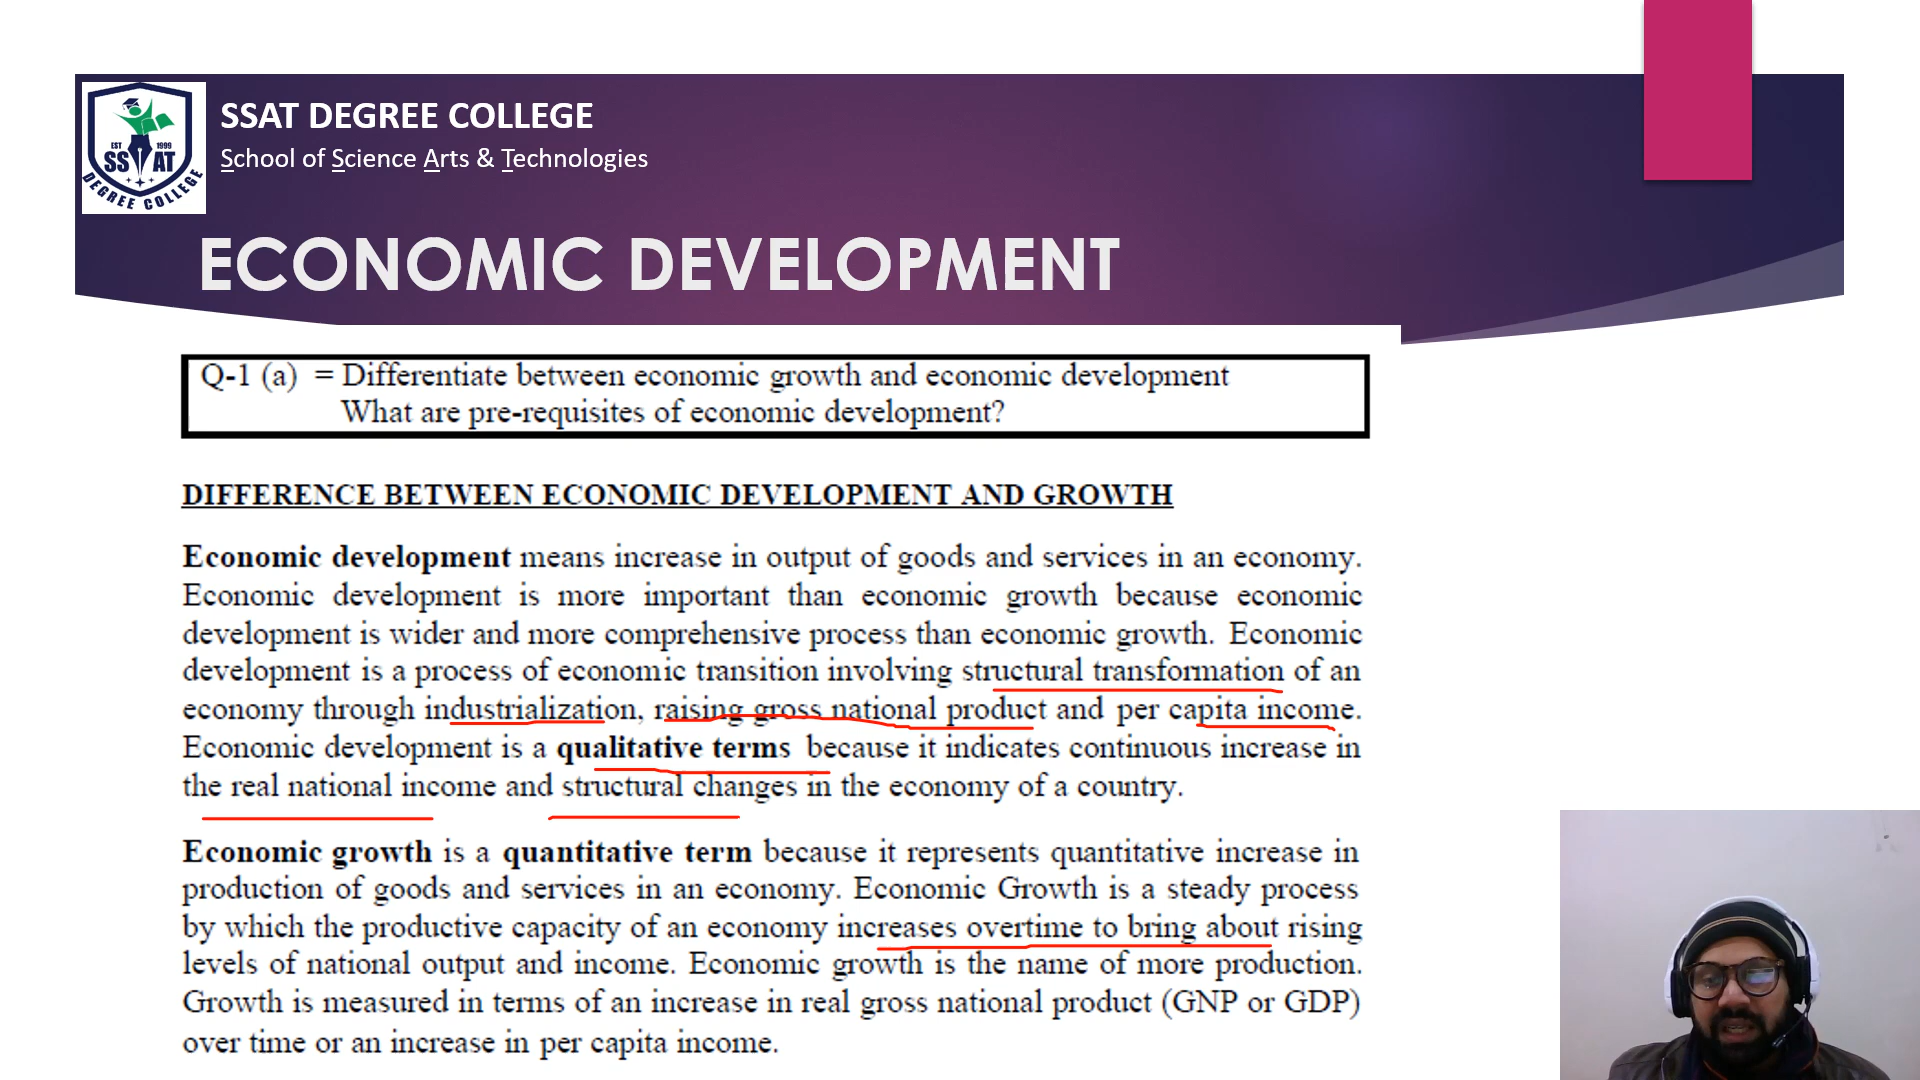 SSAT DEGREE COLLEGE
School of Science Arts & Technologies
EST 1999
SS AT
DEGREE COLLEGE
ECONOMIC DEVELOPMENT
Q-1 (a) = Differentiate between economic growth and economic development
What are pre-requisites of economic development?
DIFFERENCE BETWEEN ECONOMIC DEVELOPMENT AND GROWTH
Economic development means increase in output of goods and services in an economy.
Economic development is more important than economic growth because economic
development is wider and more comprehensive process than economic growth. Economic
development is a process of economic transition involving structural transformation of an
economy through industrialization, raising gross national product and per capita income.
Economic development is a qualitative terms because it indicates continuous increase in
the real national income and structural changes in the economy of a country.
Economic growth is a quantitative term because it represents quantitative increase in
production of goods and services in an economy. Economic Growth is a steady process
by which the productive capacity of an economy increases overtime to bring about rising
levels of national output and income. Economic growth is the name of more production.
Growth is measured in terms of an increase in real gross national product (GNP or GDP)
over time or an increase in per capita income.